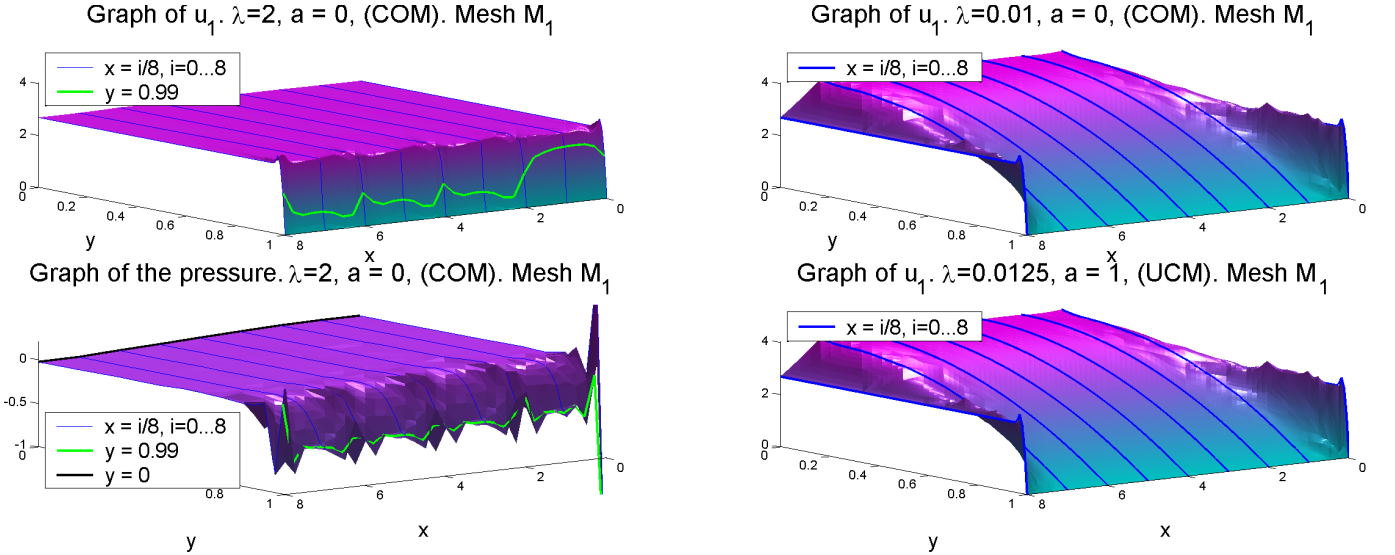 Graph of u1. λ=2, a = 0, (COM). Mesh M1
x = i/8, i=0...8
y = 0.99
4
2
0
0
0.2
0.4
0.6
0.8
1
y
8
6
4
2
0
x
Graph of u1. λ=0.01, a = 0, (COM). Mesh M1
x = i/8, i=0...8
4
2
0
0
0.2
0.4
0.6
0.8
1
y
8
6
4
2
0
x
Graph of the pressure. λ=2, a = 0, (COM). Mesh M1
0
-0.5
-1
x = i/8, i=0...8
y = 0.99
y = 0
0
0.8
1
y
8
6
4
2
0
x
Graph of u1. λ=0.0125, a = 1, (UCM). Mesh M1
x = i/8, i=0...8
4
2
0
0
0.2
0.4
0.6
0.8
1
y
8
6
4
2
0
x